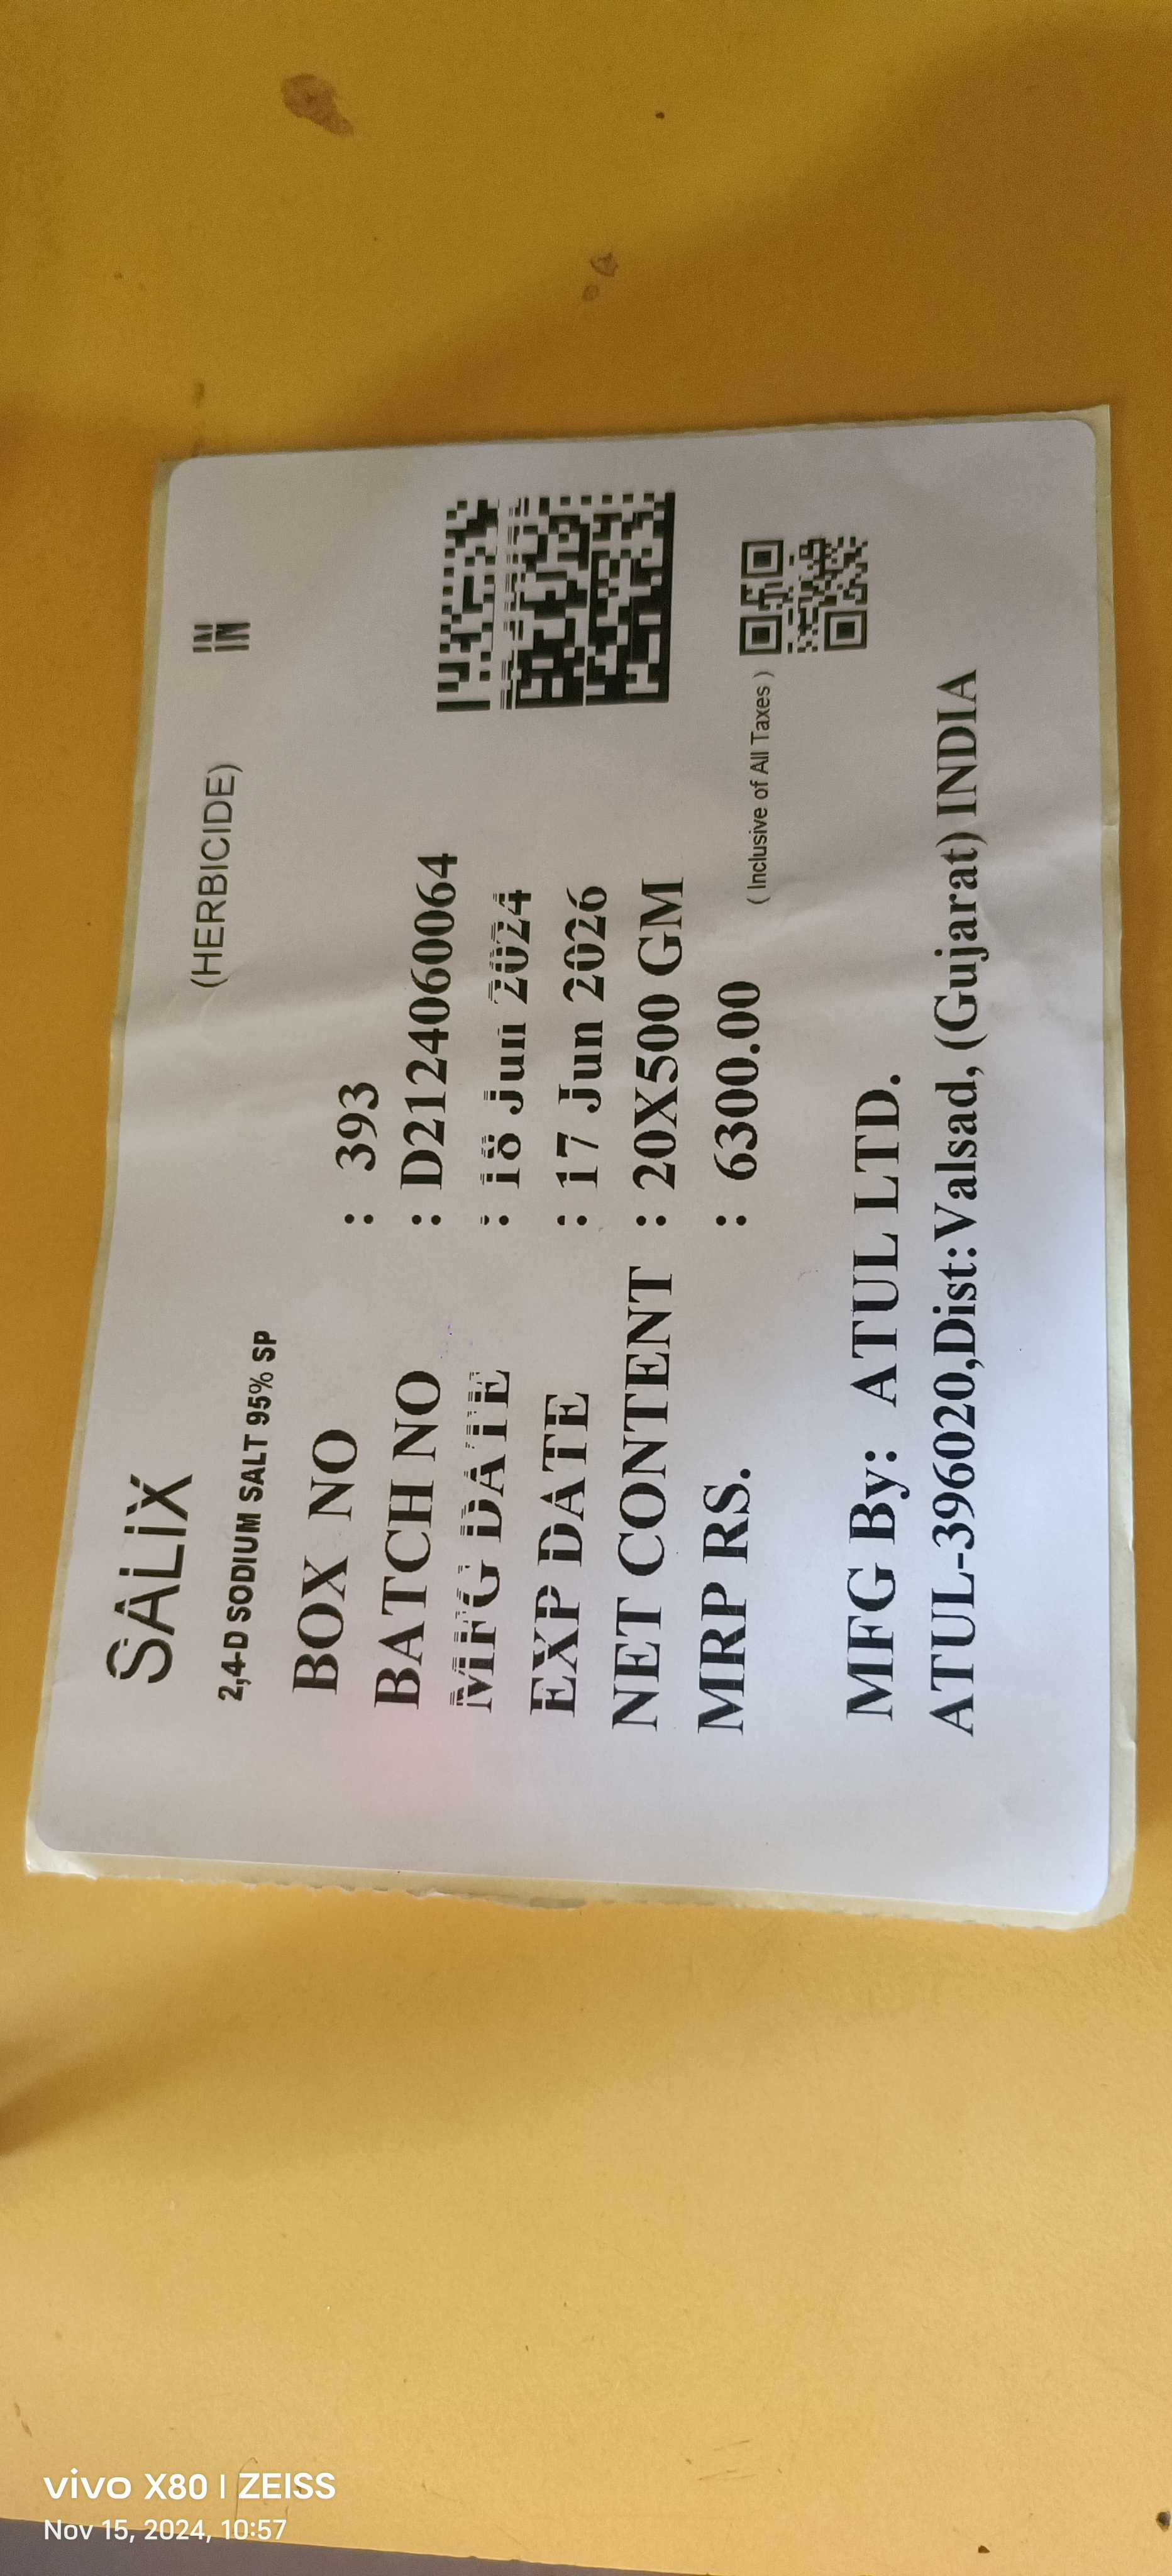 SALiX
(HERBICIDE)
IN
2,4-D SODIUM SALT 95% SP
BOX NO : 393
BATCH NO : D2124060064
MFG DATE : 18 Jun 2024
EXP DATE : 17 Jun 2026
NET CONTENT : 20X500 GM
MRP RS. : 6300.00
( Inclusive of All Taxes )
MFG By: ATUL LTD.
ATUL-396020,Dist:Valsad, (Gujarat) INDIA
vivo X80 | ZEISS
Nov 15, 2024, 10:57